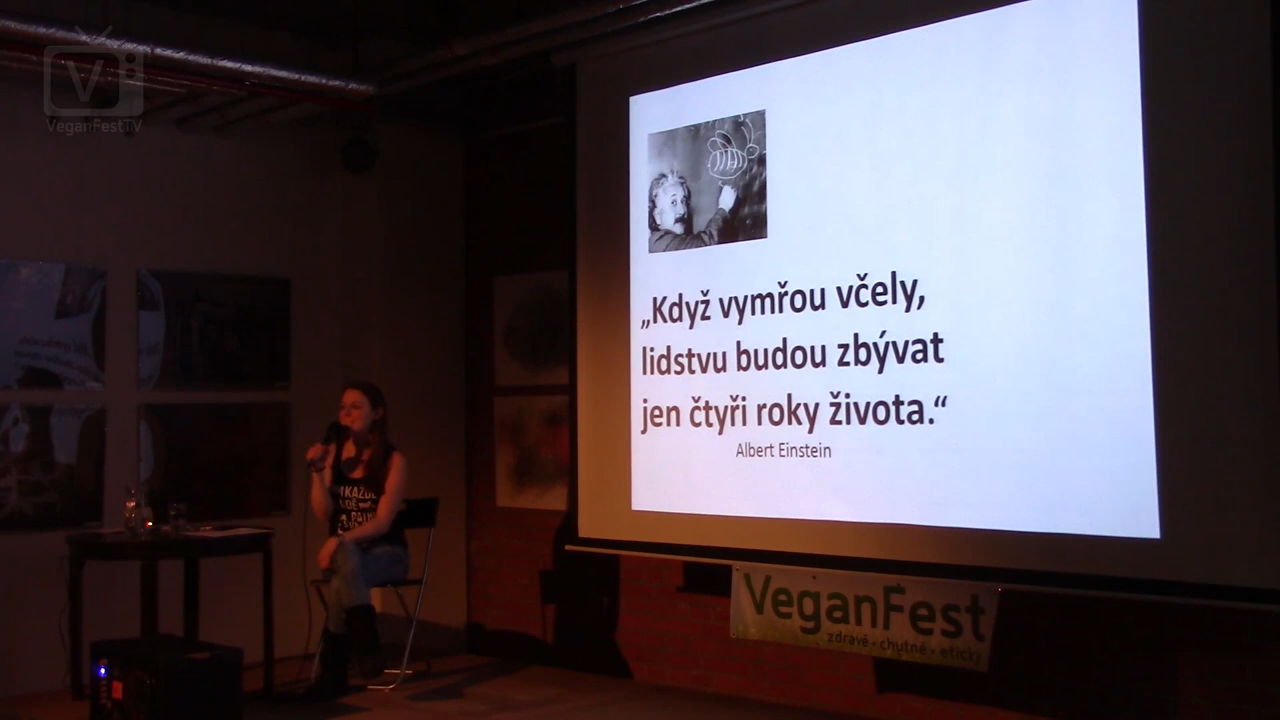 V
VeganFestTV
„Když vymřou včely,
lidstvu budou zbývat
jen čtyři roky života.“
Albert Einstein
VeganFest
zdravě • chutně • eticky